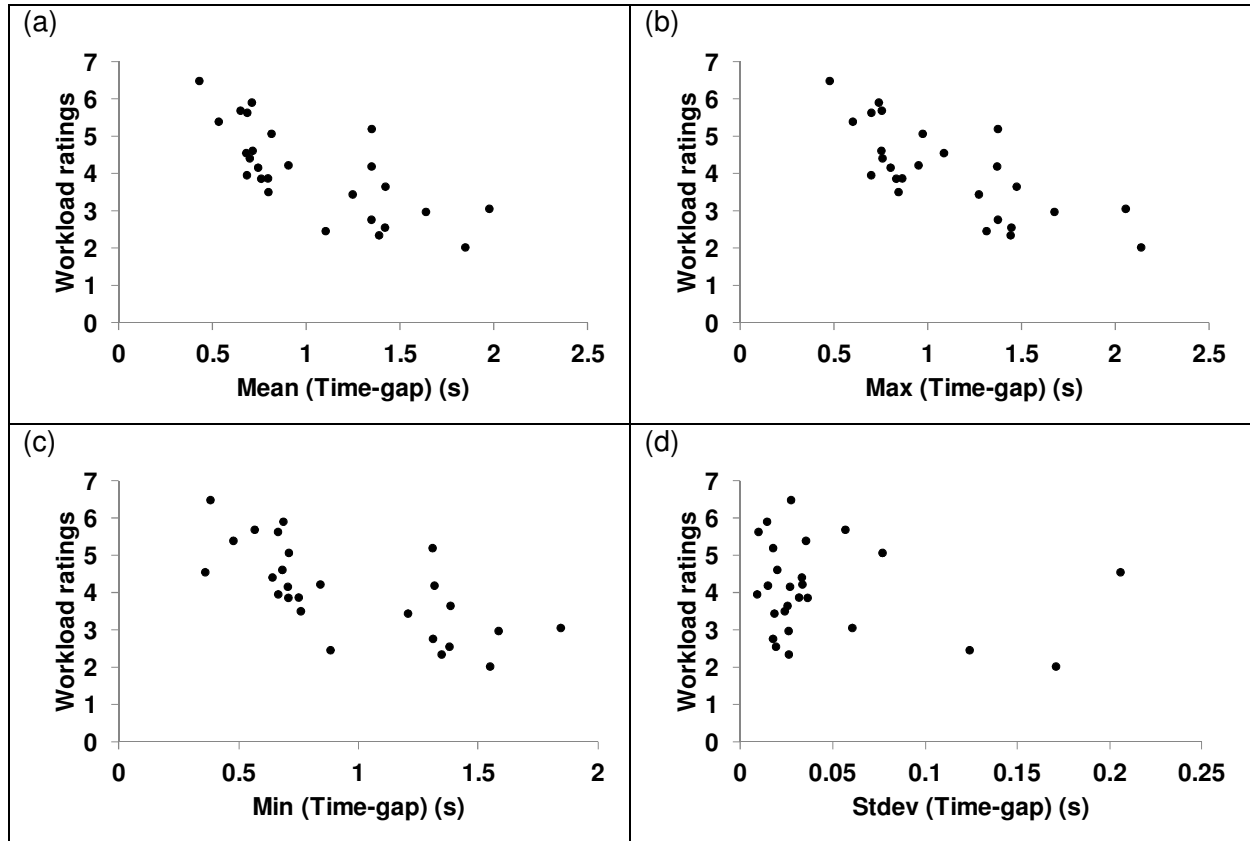 (a)
Workload ratings
7
6
5
4
3
2
1
0
0 0.5 1 1.5 2 2.5
Mean (Time-gap) (s)
(b)
Workload ratings
7
6
5
4
3
2
1
0
0 0.5 1 1.5 2 2.5
Max (Time-gap) (s)
(c)
Workload ratings
7
6
5
4
3
2
1
0
0 0.5 1 1.5 2
Min (Time-gap) (s)
(d)
Workload ratings
7
6
5
4
3
2
1
0
0 0.05 0.1 0.15 0.2 0.25
Stdev (Time-gap) (s)